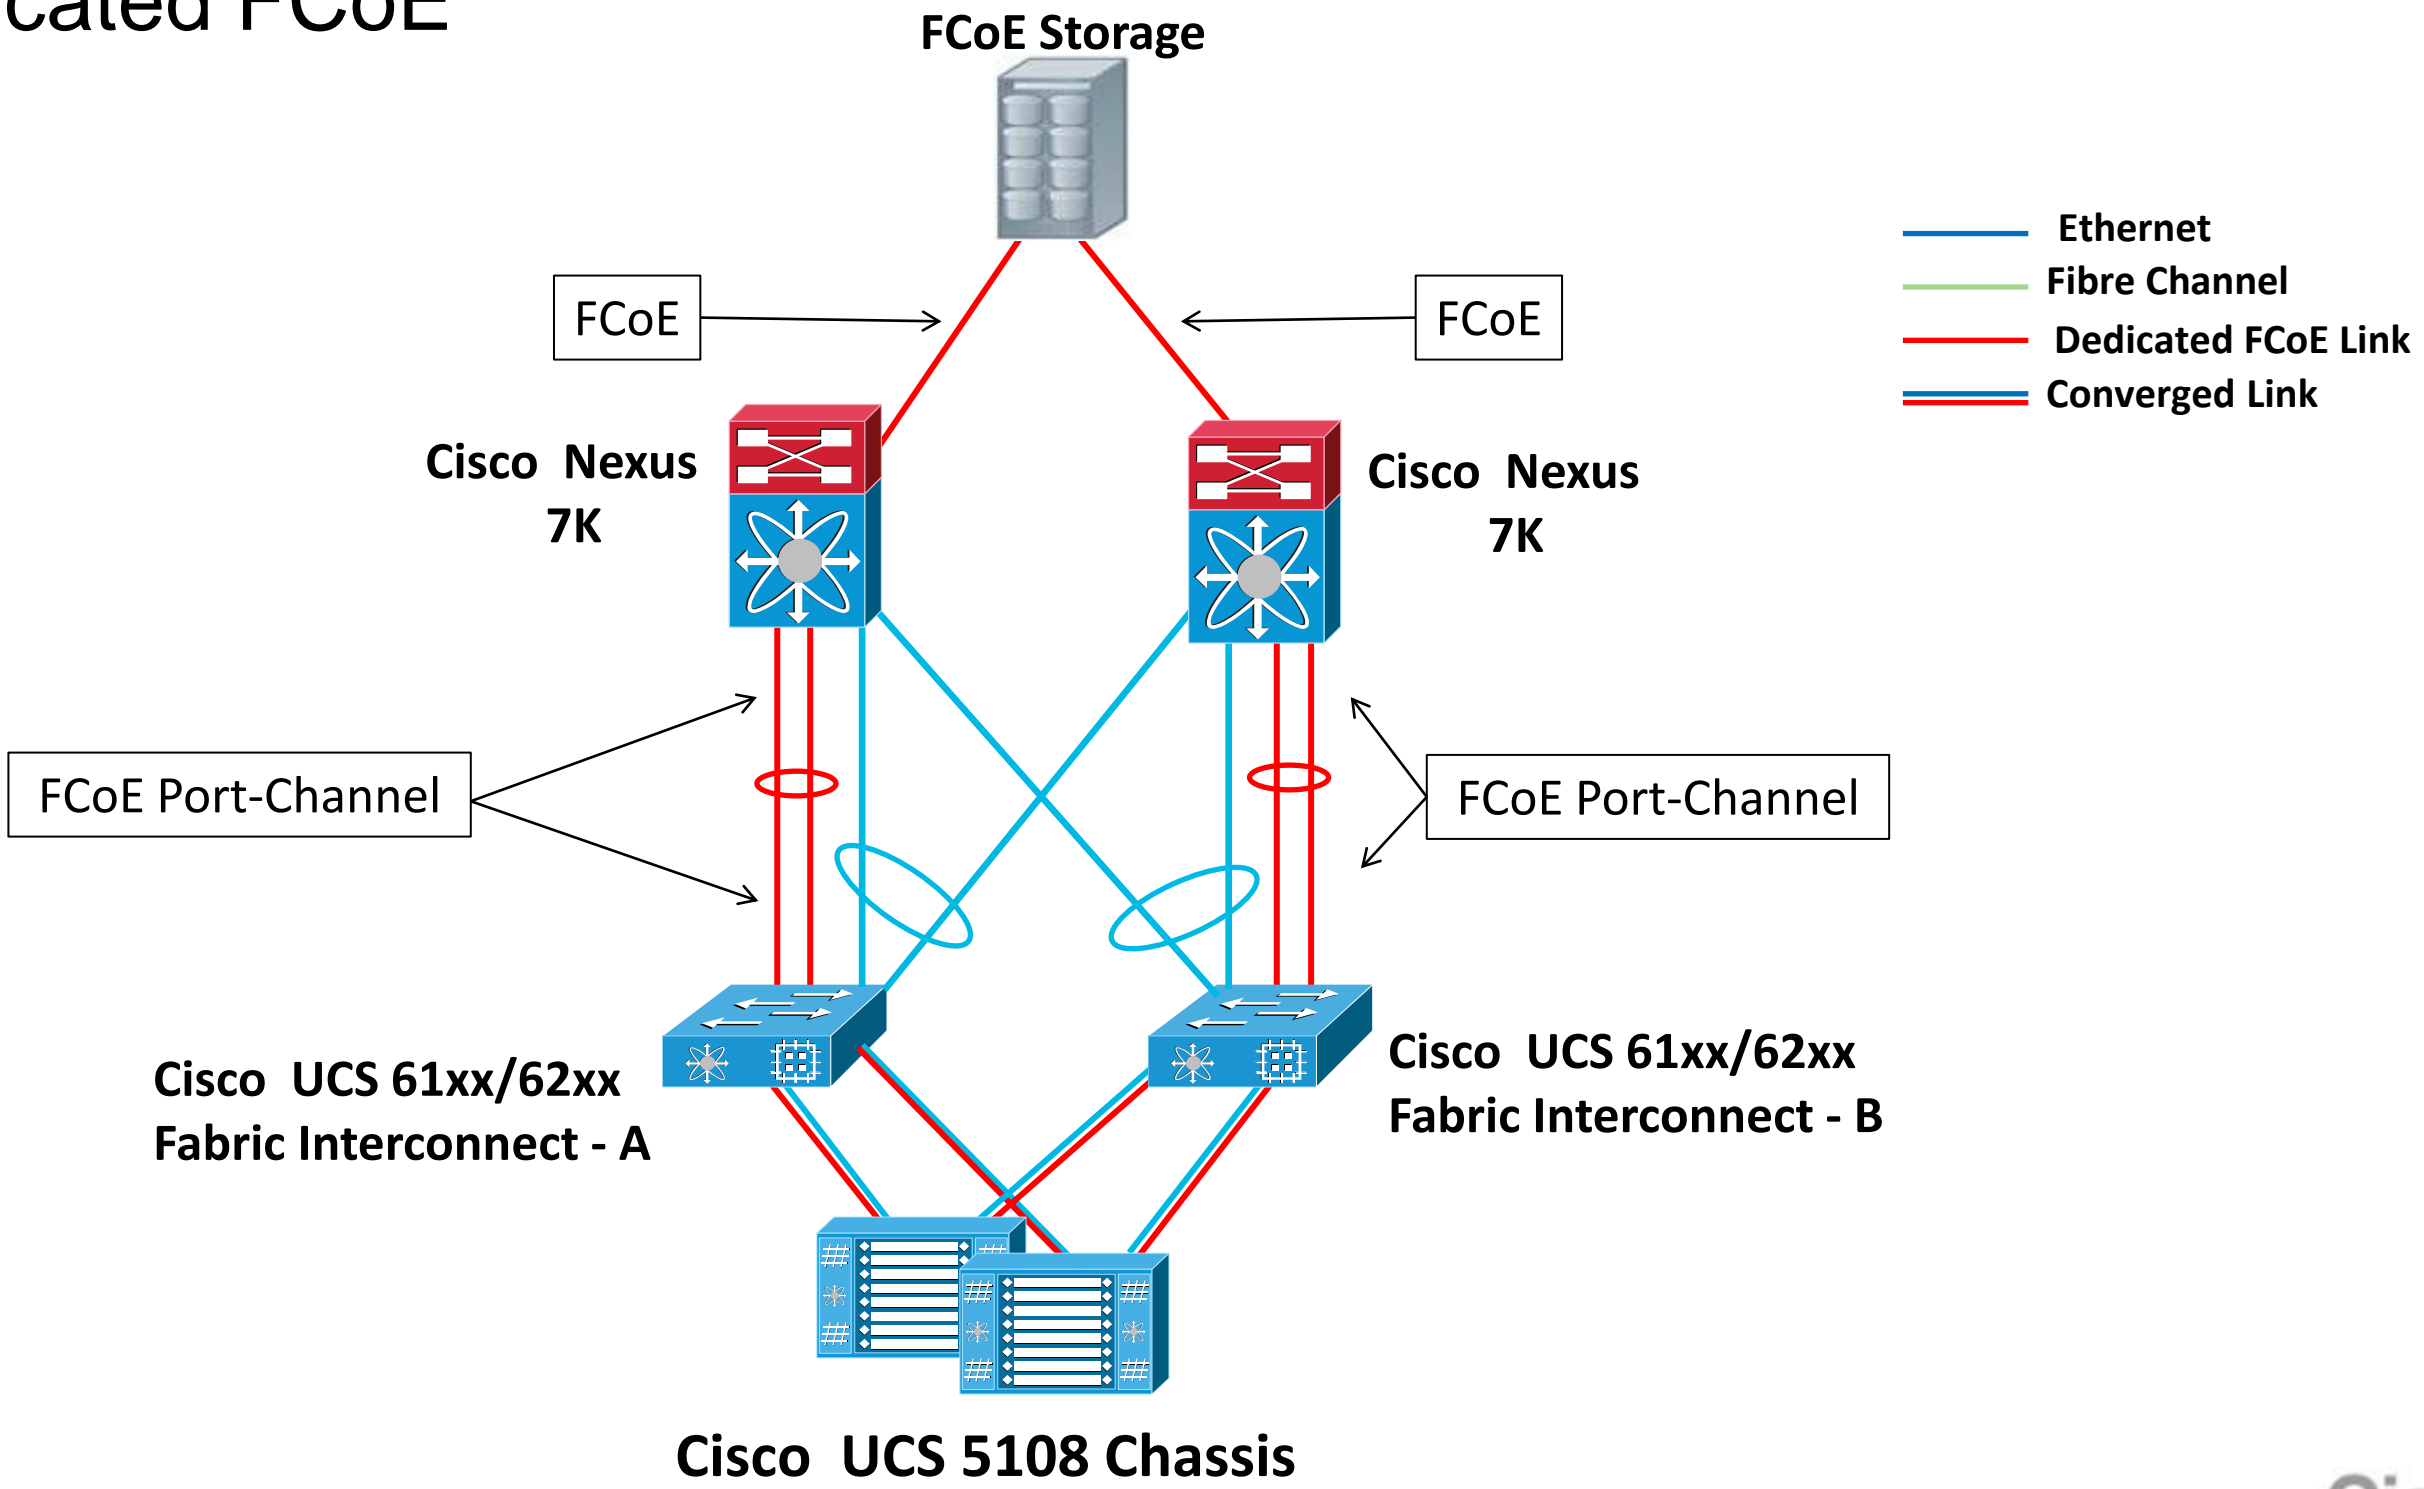 cated FCoE
FCoE Storage
FCoE
FCoE
Ethernet
Fibre Channel
Dedicated FCoE Link
Converged Link
Cisco Nexus
7K
Cisco Nexus
7K
FCoE Port-Channel
FCoE Port-Channel
Cisco UCS 61xx/62xx
Fabric Interconnect - A
Cisco UCS 61xx/62xx
Fabric Interconnect - B
Cisco UCS 5108 Chassis